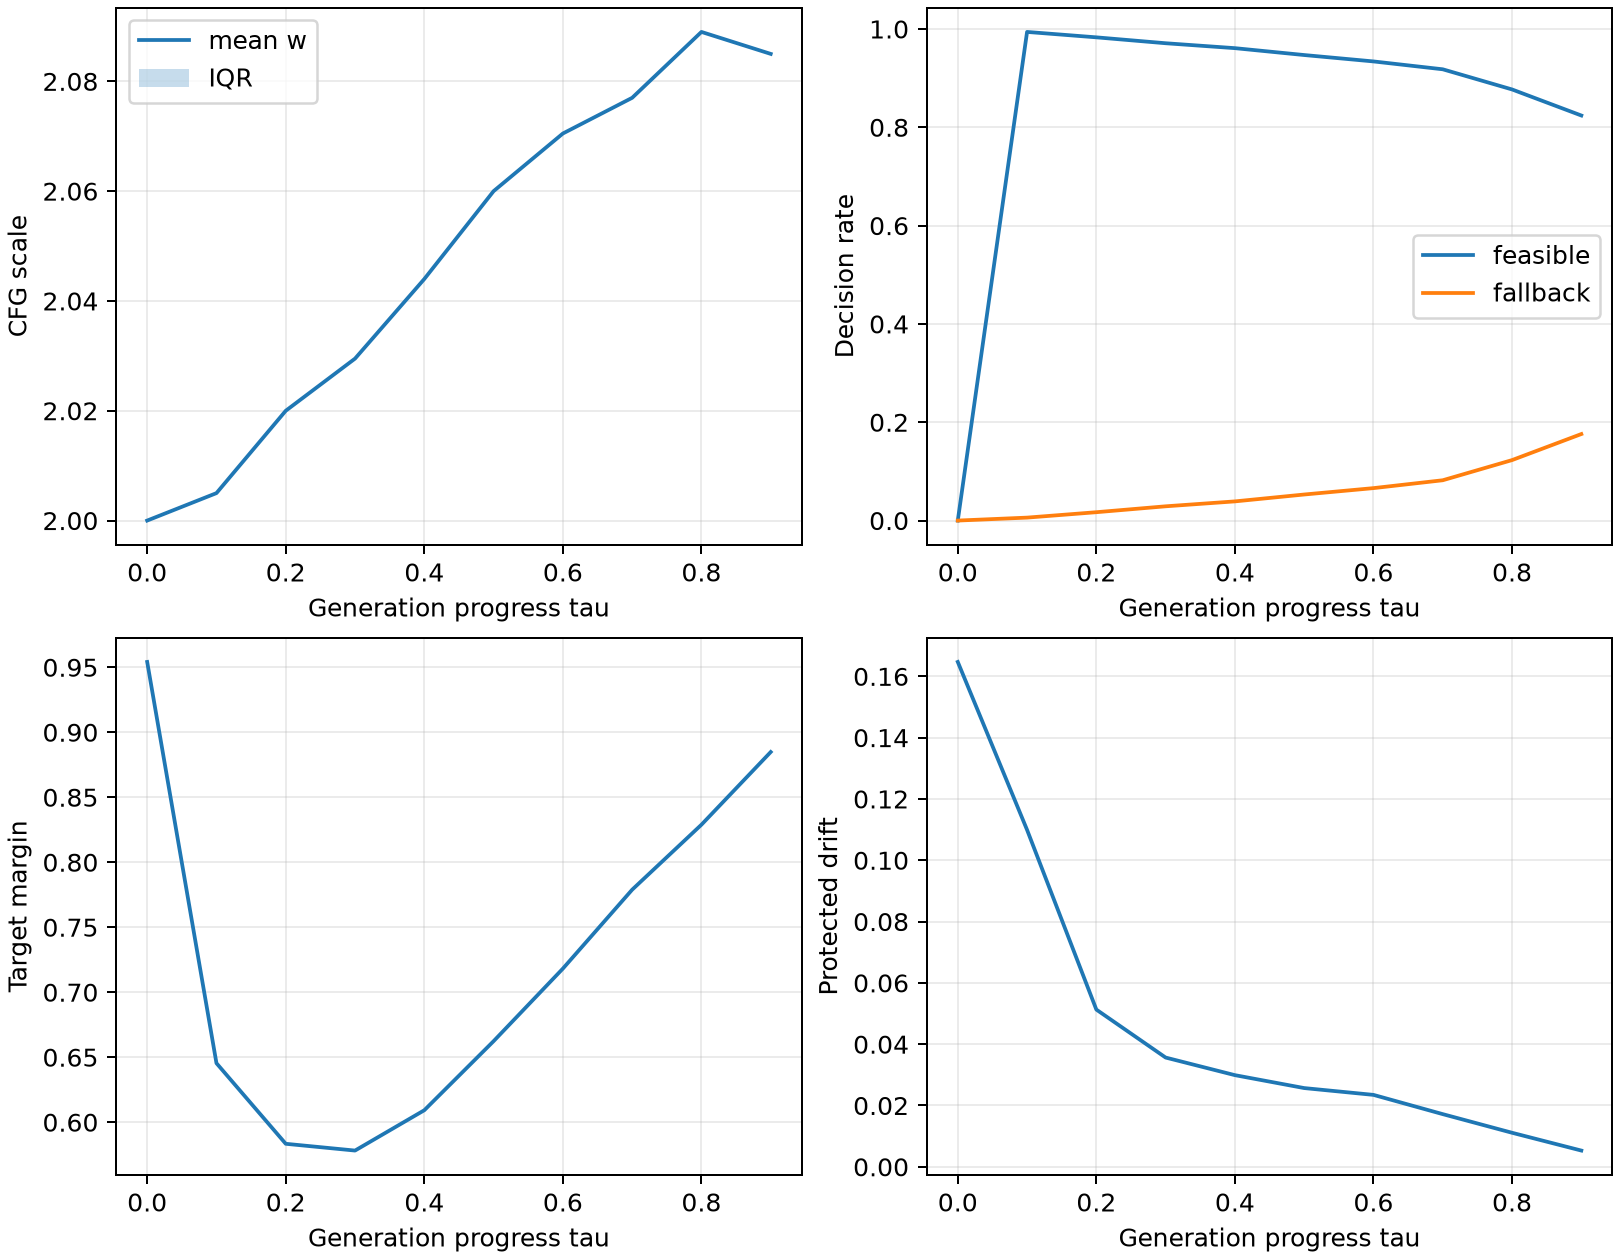 mean w
IQR
CFG scale
2.08
2.06
2.04
2.02
2.00
0.0 0.2 0.4 0.6 0.8
Generation progress tau
feasible
fallback
Decision rate
1.0
0.8
0.6
0.4
0.2
0.0
0.0 0.2 0.4 0.6 0.8
Generation progress tau
Target margin
0.95
0.90
0.85
0.80
0.75
0.70
0.65
0.60
0.0 0.2 0.4 0.6 0.8
Generation progress tau
Protected drift
0.16
0.14
0.12
0.10
0.08
0.06
0.04
0.02
0.00
0.0 0.2 0.4 0.6 0.8
Generation progress tau